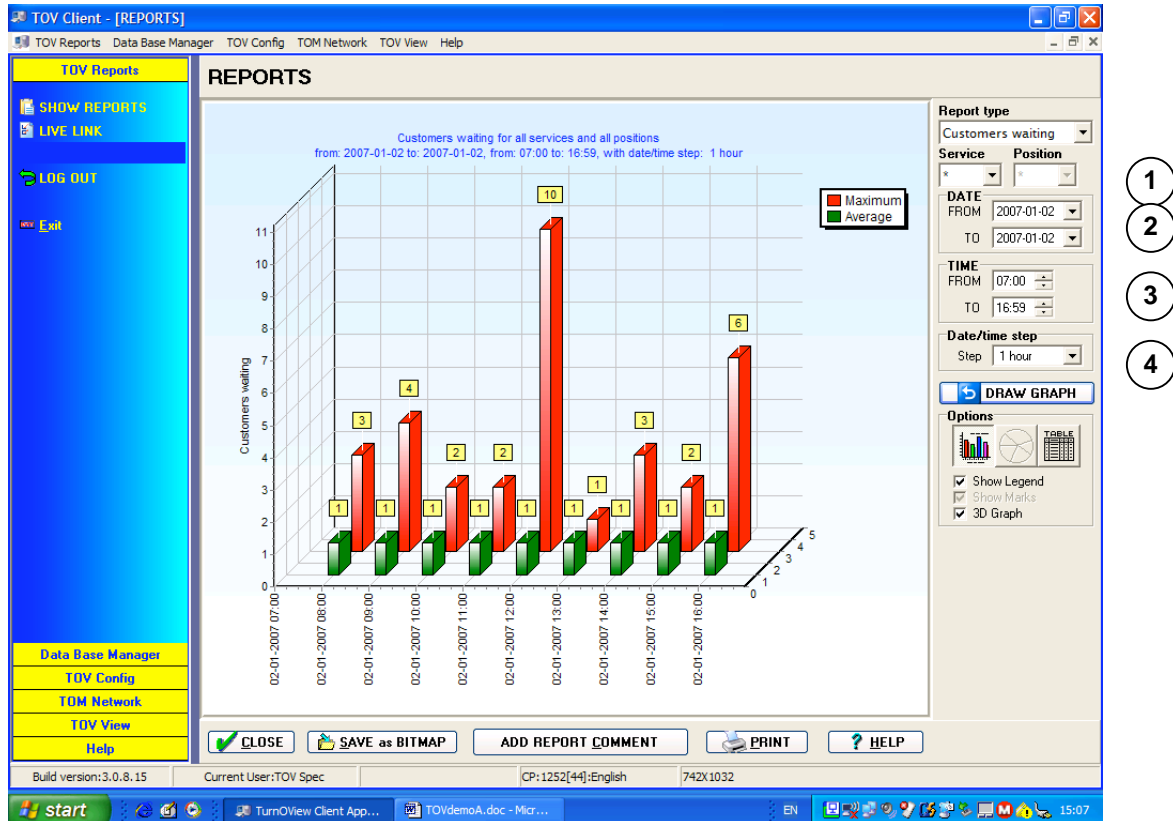 TOV Client - [REPORTS]
TOV Reports Data Base Manager TOV Config TOM Network TOV View Help
TOV Reports
SHOW REPORTS
LIVE LINK
LOG OUT
Exit
Data Base Manager
TOV Config
TOM Network
TOV View
Help
REPORTS
Customers waiting for all services and all positions
from: 2007-01-02 to: 2007-01-02, from: 07:00 to: 16:59, with date/time step: 1 hour
Maximum
Average
Customers waiting
11
10
9
8
7
6
5
4
3
2
1
0
3 4 2 2 10 1 3 2 6
1 1 1 1 1 1 1 1 1
0 1 2 3 4 5
02-01-2007 07:00
02-01-2007 08:00
02-01-2007 09:00
02-01-2007 10:00
02-01-2007 11:00
02-01-2007 12:00
02-01-2007 13:00
02-01-2007 14:00
02-01-2007 15:00
02-01-2007 16:00
Report type
Customers waiting
Service Position
* *
DATE
FROM 2007-01-02
TO 2007-01-02
TIME
FROM 07:00
TO 16:59
Date/time step
Step 1 hour
DRAW GRAPH
Options
TABLE
Show Legend
Show Marks
3D Graph
1
2
3
4
CLOSE SAVE as BITMAP ADD REPORT COMMENT PRINT ? HELP
Build version:3.0.8.15 Current User:TOV Spec CP:1252[44]:English 742X1032
start TurnOView Client App... TOVdemoA.doc - Micr... EN 15:07